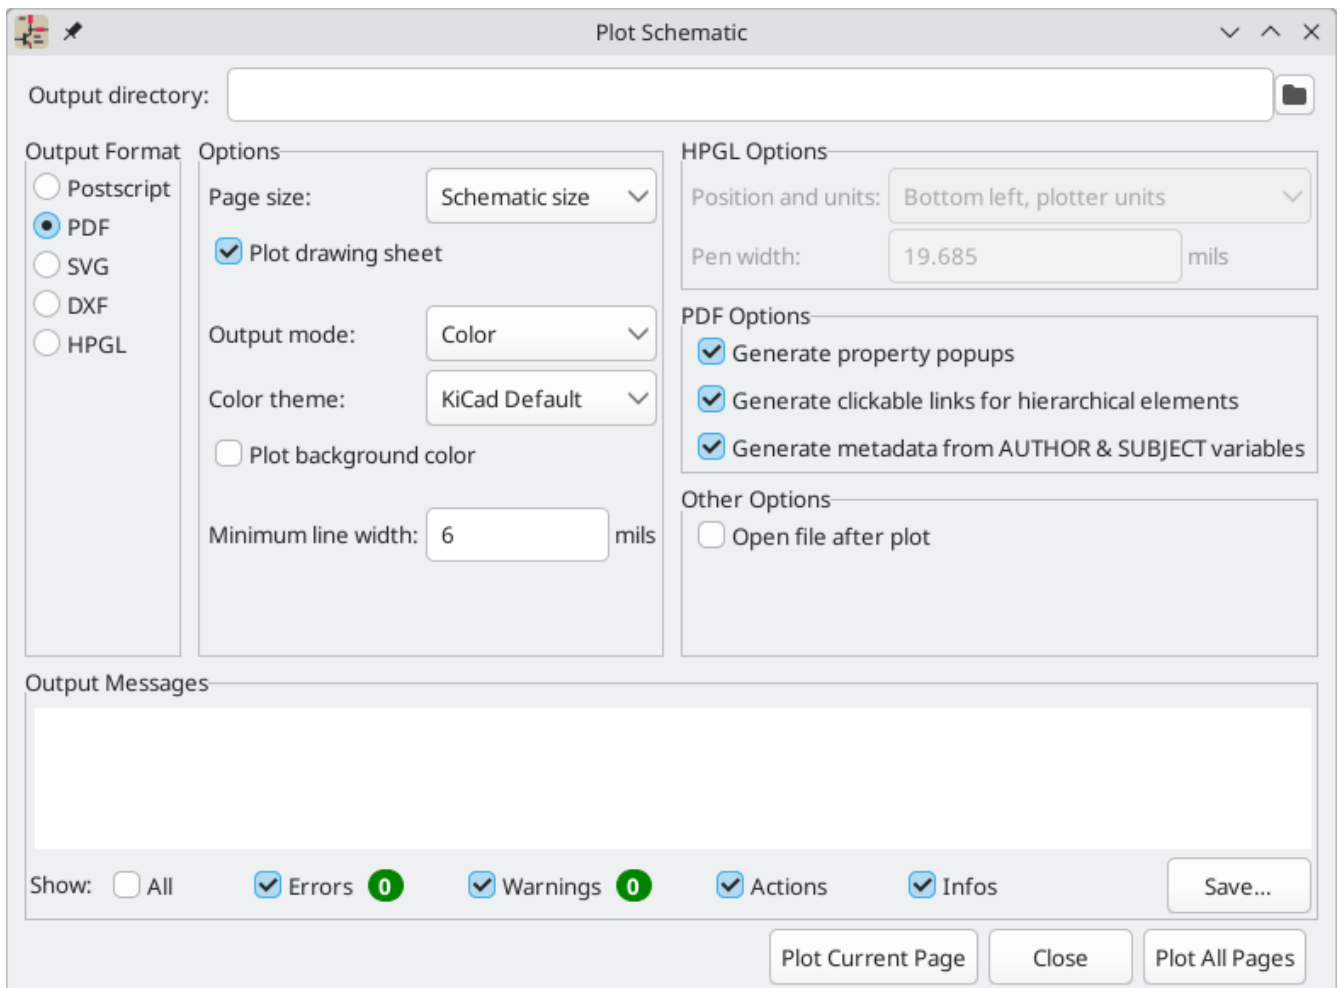 Plot Schematic
Output directory:
Output Format
Postscript
PDF
SVG
DXF
HPGL
Options
Page size: Schematic size
Plot drawing sheet
Output mode: Color
Color theme: KiCad Default
Plot background color
Minimum line width: 6 mils
HPGL Options
Position and units: Bottom left, plotter units
Pen width: 19.685 mils
PDF Options
Generate property popups
Generate clickable links for hierarchical elements
Generate metadata from AUTHOR & SUBJECT variables
Other Options
Open file after plot
Output Messages
Show: All Errors 0 Warnings 0 Actions Infos Save...
Plot Current Page Close Plot All Pages